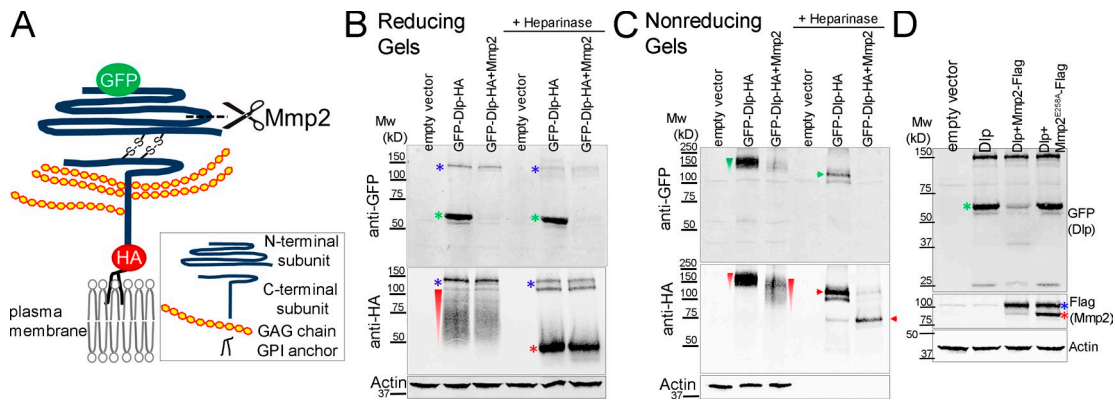 A
GFP
Mmp2
-S-S-
-S-S-
HA
plasma
membrane
N-terminal
subunit
C-terminal
subunit
GAG chain
GPI anchor
B Reducing
Gels
+ Heparinase
Mw
(kD)
empty vector
GFP-Dlp-HA
GFP-Dlp-HA+Mmp2
empty vector
GFP-Dlp-HA
GFP-Dlp-HA+Mmp2
anti-GFP
150
100
75
50
*
*
*
*
anti-HA
150
100
75
50
*
*
*
Actin
37
C Nonreducing
Gels
+ Heparinase
Mw
(kD)
empty vector
GFP-Dlp-HA
GFP-Dlp-HA+Mmp2
empty vector
GFP-Dlp-HA
GFP-Dlp-HA+Mmp2
anti-GFP
250
150
100
75
50
anti-HA
250
150
100
75
50
Actin
37
D
Mw
(kD)
empty vector
Dlp
Dlp+Mmp2-Flag
Dlp+
Mmp2E258A-Flag
150
100
75
50
37
25
*
GFP
(Dlp)
100
75
50
Flag *
(Mmp2) *
37
Actin